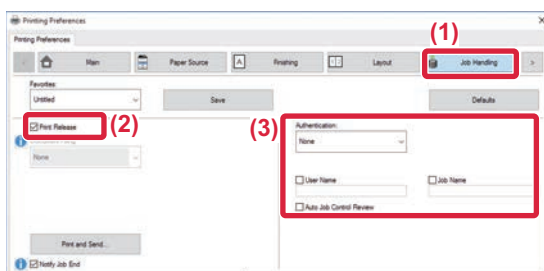 Printing Preferences
Printing Preferences
(1)
Main
Paper Source
A
Finishing
Layout
Job Handling
Favorites:
Untitled
Save
Defaults
Print Release
(2)
(3)
Authentication:
None
None
User Name
Job Name
Auto Job Control Review
Print and Send...
Notify Job End